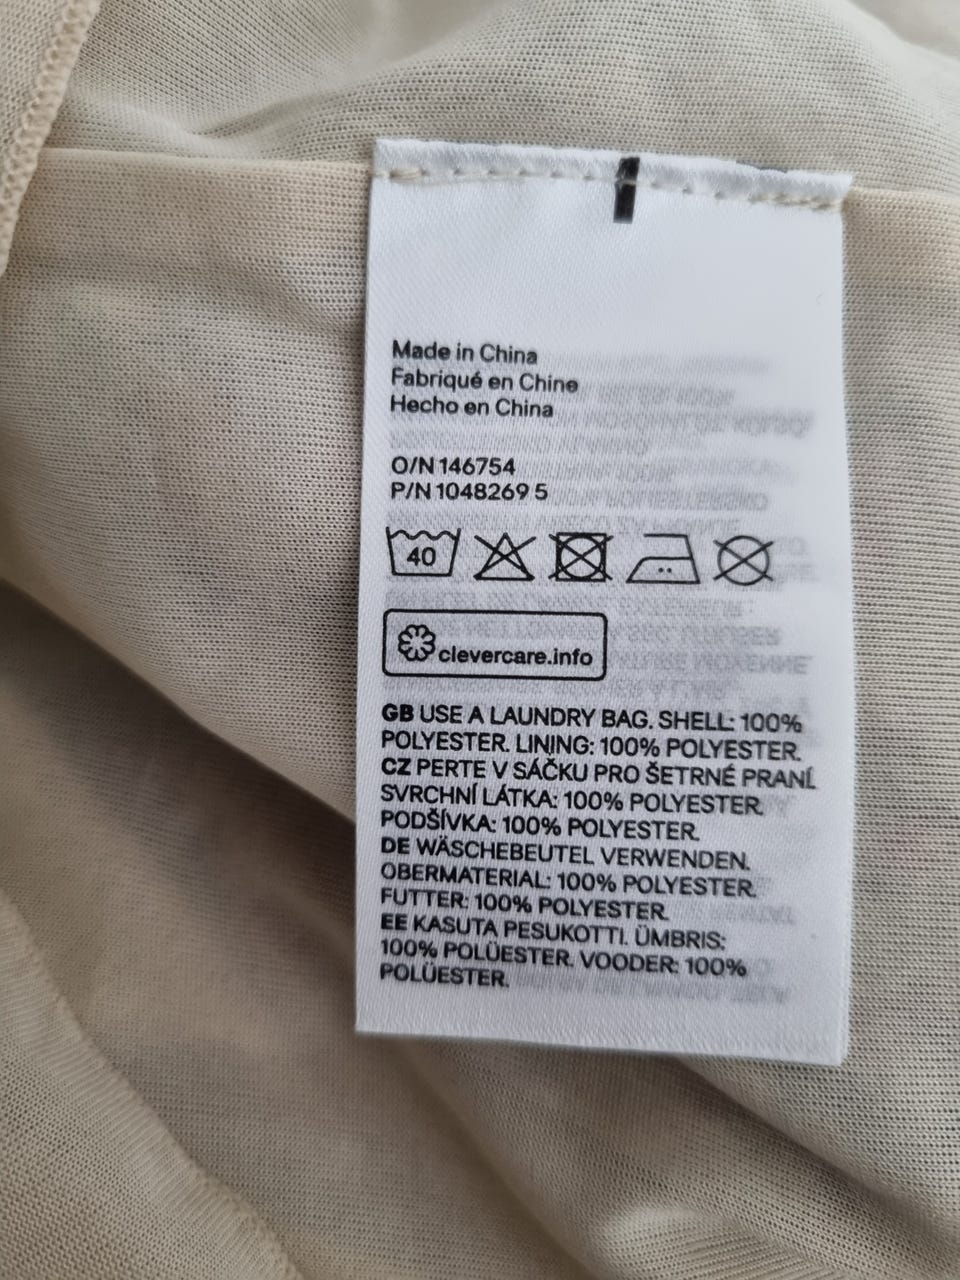 Made in China
Fabriqué en Chine
Hecho en China
O/N 146754
P/N 1048269 5
40
clevercare.info
GB USE A LAUNDRY BAG. SHELL: 100%
POLYESTER. LINING: 100% POLYESTER.
CZ PERTE V SÁČKU PRO ŠETRNÉ PRANÍ.
SVRCHNÍ LÁTKA: 100% POLYESTER.
PODŠÍVKA: 100% POLYESTER.
DE WÄSCHEBEUTEL VERWENDEN.
OBERMATERIAL: 100% POLYESTER.
FUTTER: 100% POLYESTER.
EE KASUTA PESUKOTTI. ÜMBRIS:
100% POLÜESTER. VOODER: 100%
POLÜESTER.